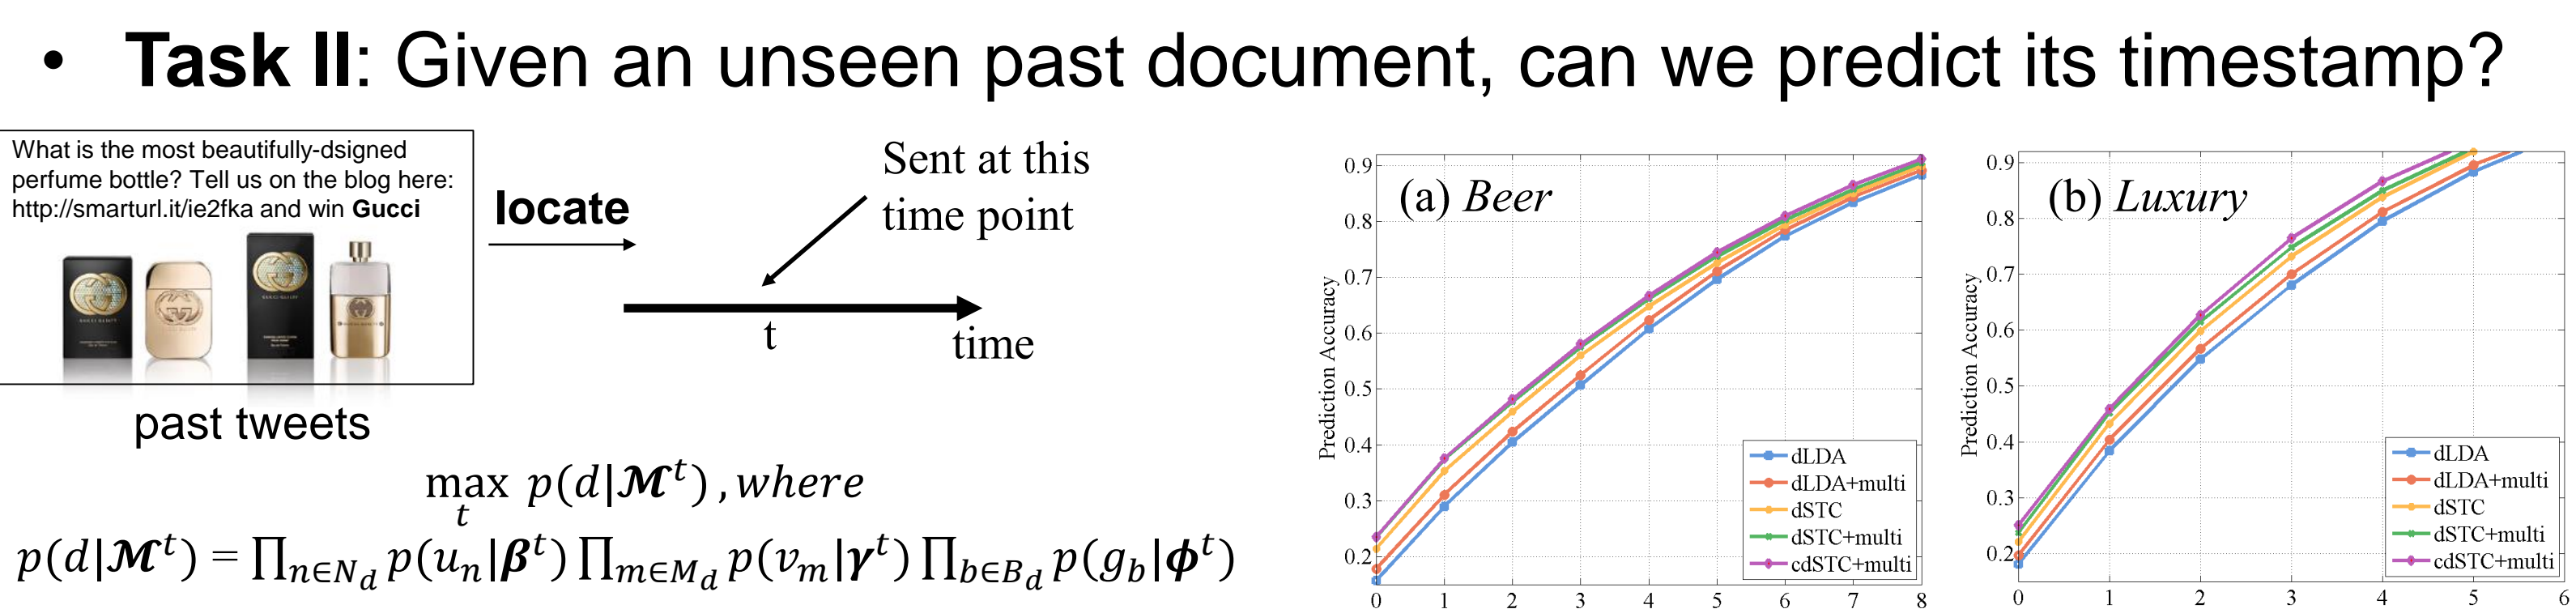 • Task II: Given an unseen past document, can we predict its timestamp?
What is the most beautifully-dsigned
perfume bottle? Tell us on the blog here:
http://smarturl.it/ie2fka and win Gucci
past tweets
locate
Sent at this
time point
t
time
max p(d|𝓜ᵗ) , where
t
p(d|𝓜ᵗ) = ∏n∈N_d p(u_n|βᵗ) ∏m∈M_d p(v_m|γᵗ) ∏b∈B_d p(g_b|ϕᵗ)
(a) Beer
Prediction Accuracy
0.9
0.8
0.7
0.6
0.5
0.4
0.3
0.2
0 1 2 3 4 5 6 7 8
dLDA
dLDA+multi
dSTC
dSTC+multi
cdSTC+multi
(b) Luxury
Prediction Accuracy
0.9
0.8
0.7
0.6
0.5
0.4
0.3
0.2
0 1 2 3 4 5 6
dLDA
dLDA+multi
dSTC
dSTC+multi
cdSTC+multi